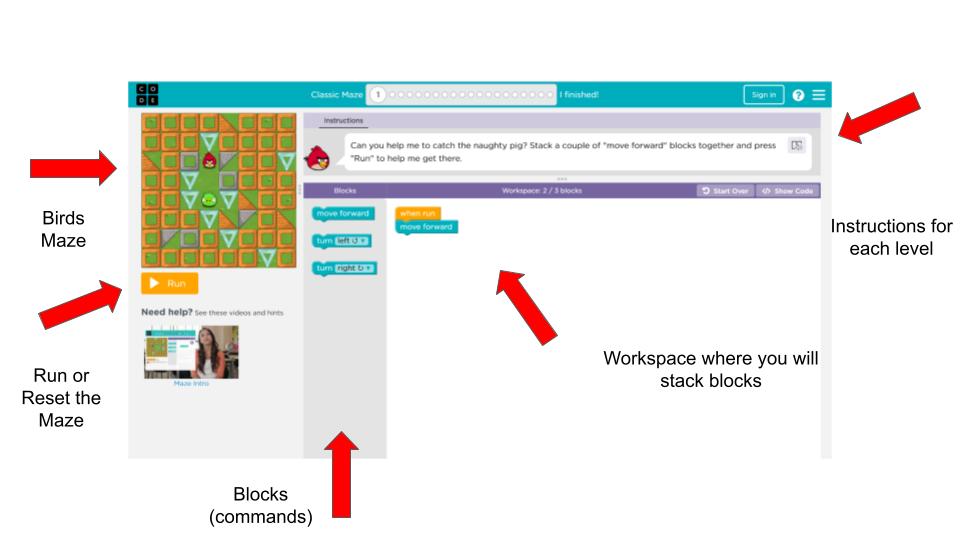 C O
D E
Classic Maze 1 I finished!
Sign in ?
Instructions
Can you help me to catch the naughty pig? Stack a couple of "move forward" blocks together and press
"Run" to help me get there.
Blocks
Workspace: 2 / 3 blocks
Start Over
</> Show Code
move forward
turn left ↺ ▾
turn right ↻ ▾
when run
move forward
Run
Need help? See these videos and hints
Maze Intro
Birds
Maze
Run or
Reset the
Maze
Blocks
(commands)
Workspace where you will
stack blocks
Instructions for
each level